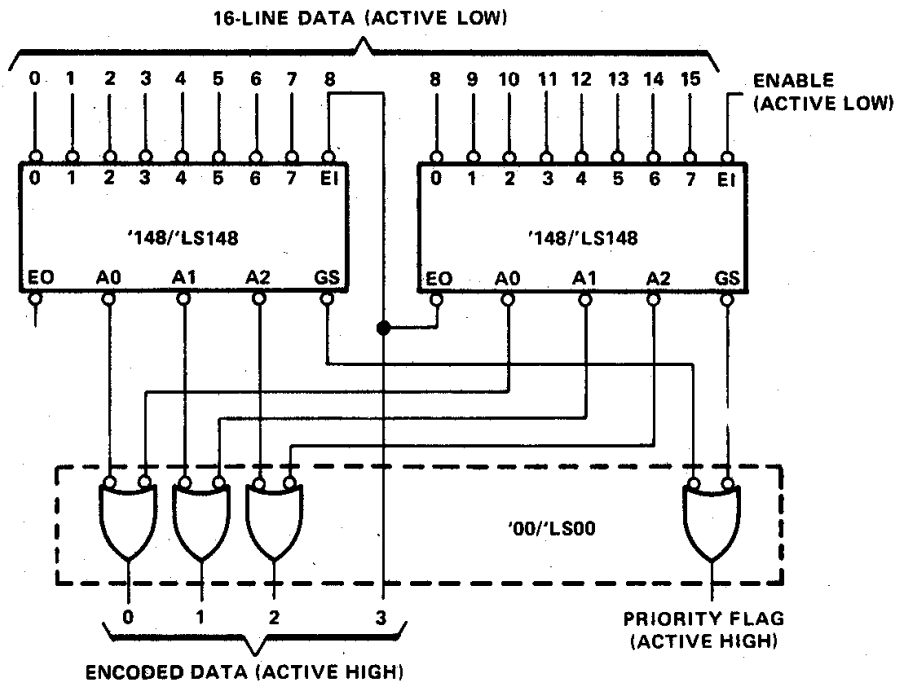 16-LINE DATA (ACTIVE LOW)
0 1 2 3 4 5 6 7 8 8 9 10 11 12 13 14 15
ENABLE
(ACTIVE LOW)
0 1 2 3 4 5 6 7 EI 0 1 2 3 4 5 6 7 EI
'148/'LS148 '148/'LS148
EO A0 A1 A2 GS EO A0 A1 A2 GS
'00/'LS00
0 1 2 3
PRIORITY FLAG
(ACTIVE HIGH)
ENCODED DATA (ACTIVE HIGH)